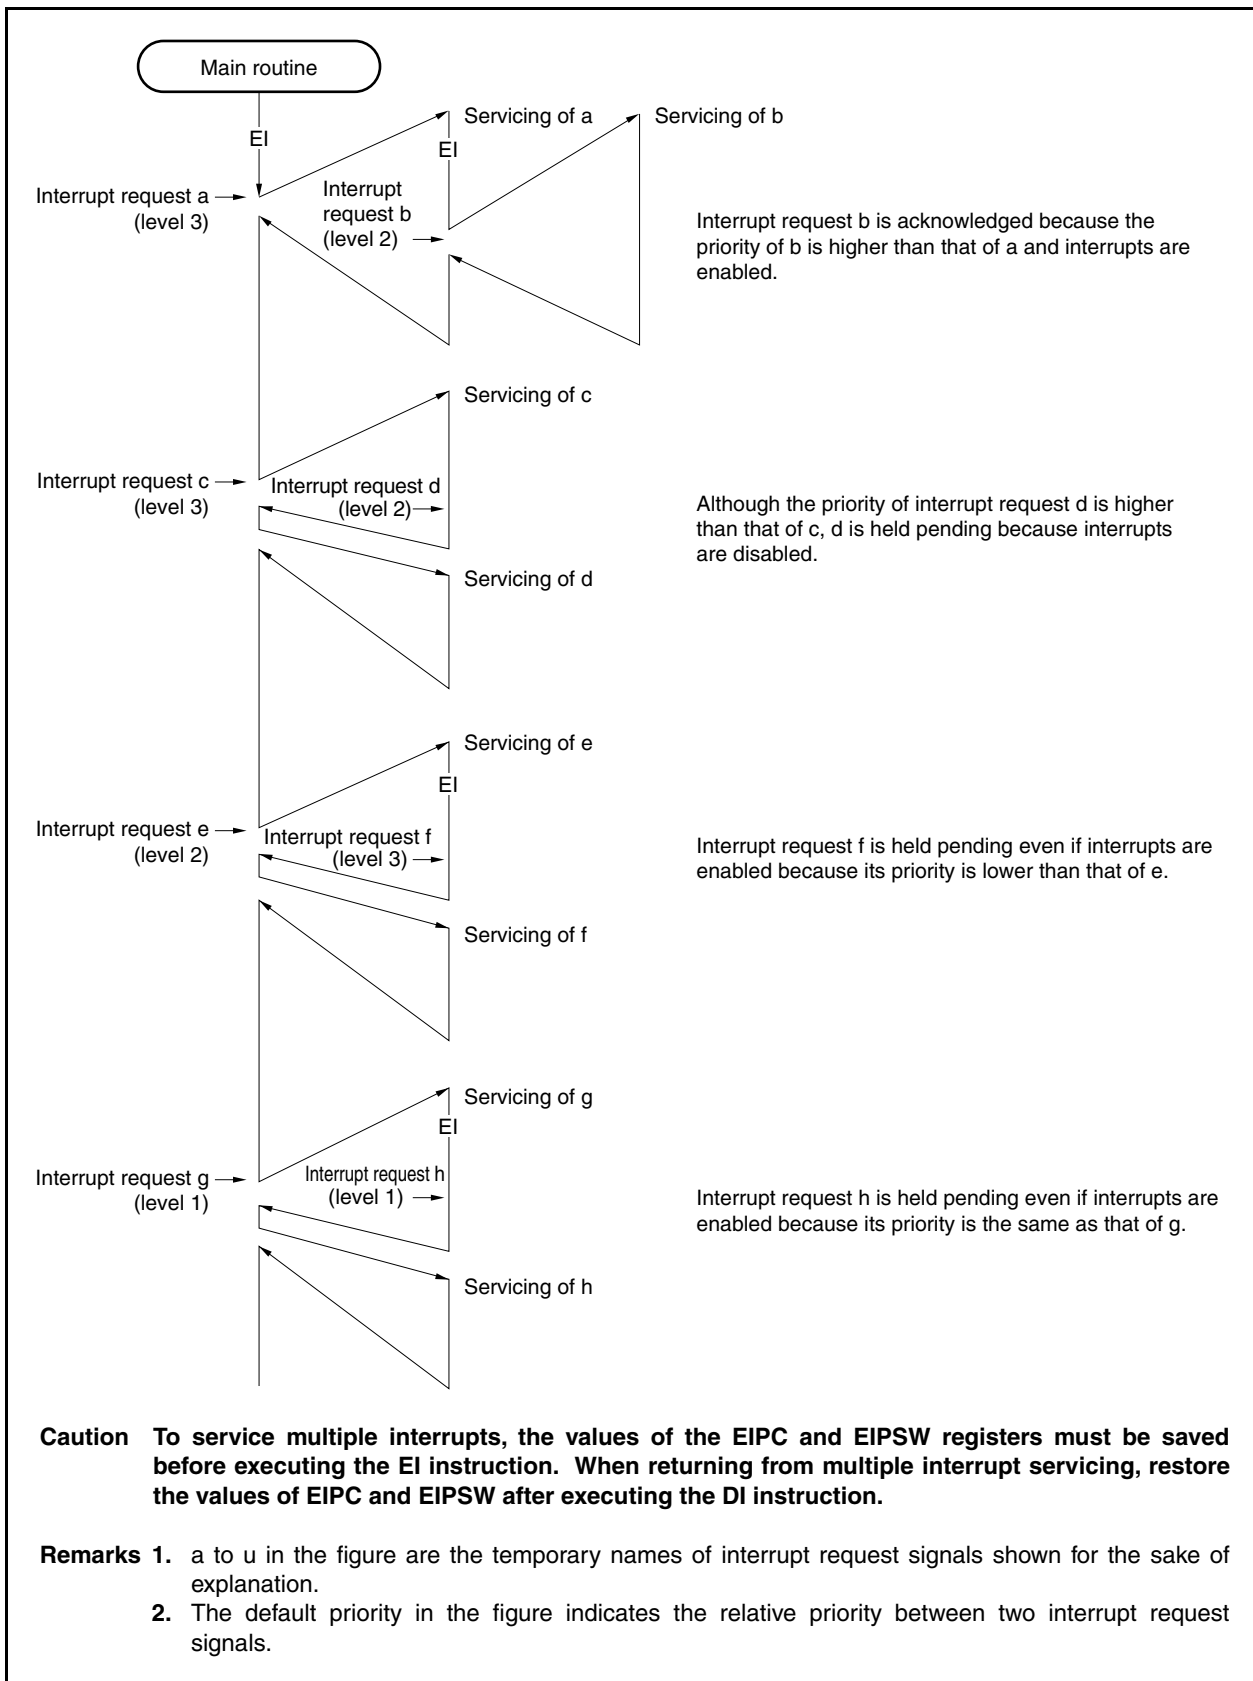 Main routine
EI
Servicing of a
EI
Servicing of b
Interrupt request a
(level 3)
Interrupt
request b
(level 2)
Interrupt request b is acknowledged because the
priority of b is higher than that of a and interrupts are
enabled.
Servicing of c
Interrupt request c
(level 3)
Interrupt request d
(level 2)
Although the priority of interrupt request d is higher
than that of c, d is held pending because interrupts
are disabled.
Servicing of d
Servicing of e
EI
Interrupt request e
(level 2)
Interrupt request f
(level 3)
Interrupt request f is held pending even if interrupts are
enabled because its priority is lower than that of e.
Servicing of f
Servicing of g
EI
Interrupt request g
(level 1)
Interrupt request h
(level 1)
Interrupt request h is held pending even if interrupts are
enabled because its priority is the same as that of g.
Servicing of h
Caution To service multiple interrupts, the values of the EIPC and EIPSW registers must be saved
before executing the EI instruction. When returning from multiple interrupt servicing, restore
the values of EIPC and EIPSW after executing the DI instruction.
Remarks 1. a to u in the figure are the temporary names of interrupt request signals shown for the sake of
explanation.
2. The default priority in the figure indicates the relative priority between two interrupt request
signals.